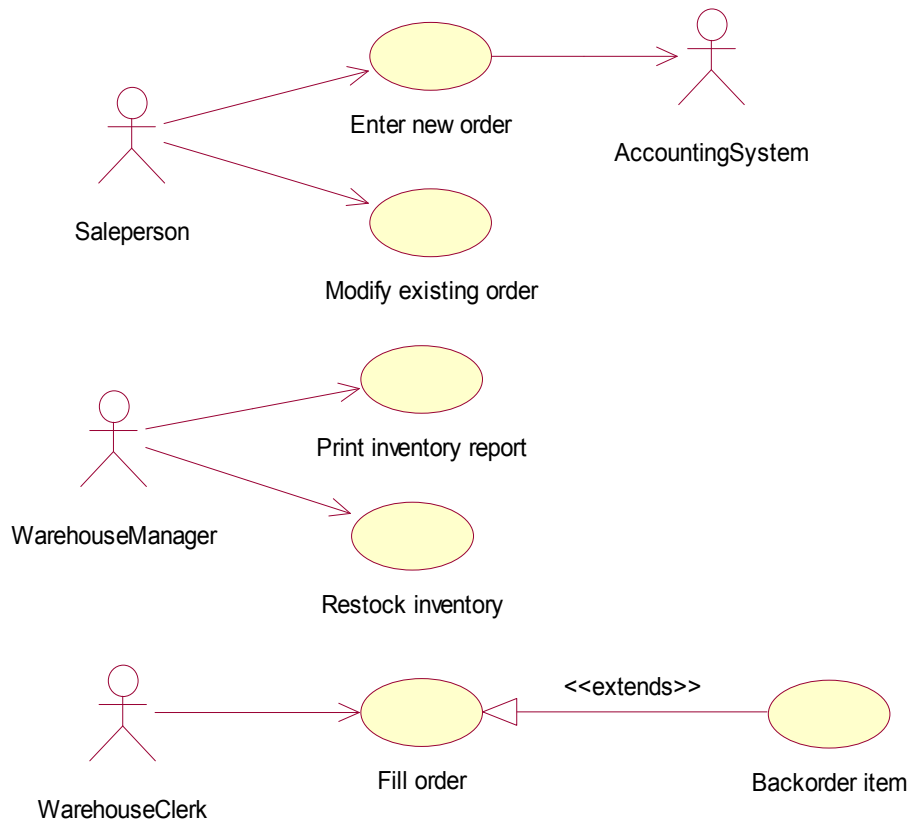 Enter new order
AccountingSystem
Saleperson
Modify existing order
Print inventory report
WarehouseManager
Restock inventory
<<extends>>
Fill order
Backorder item
WarehouseClerk